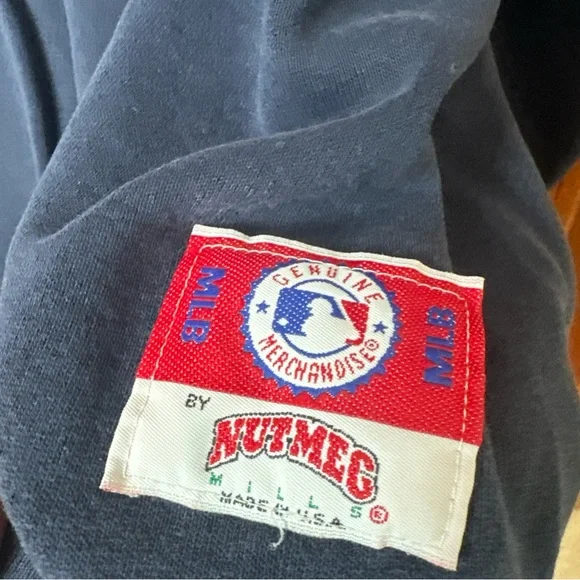 MLB
GENUINE
MERCHANDISE®
MLB
BY
NUTMEG
MILLS®
MADE IN U.S.A.